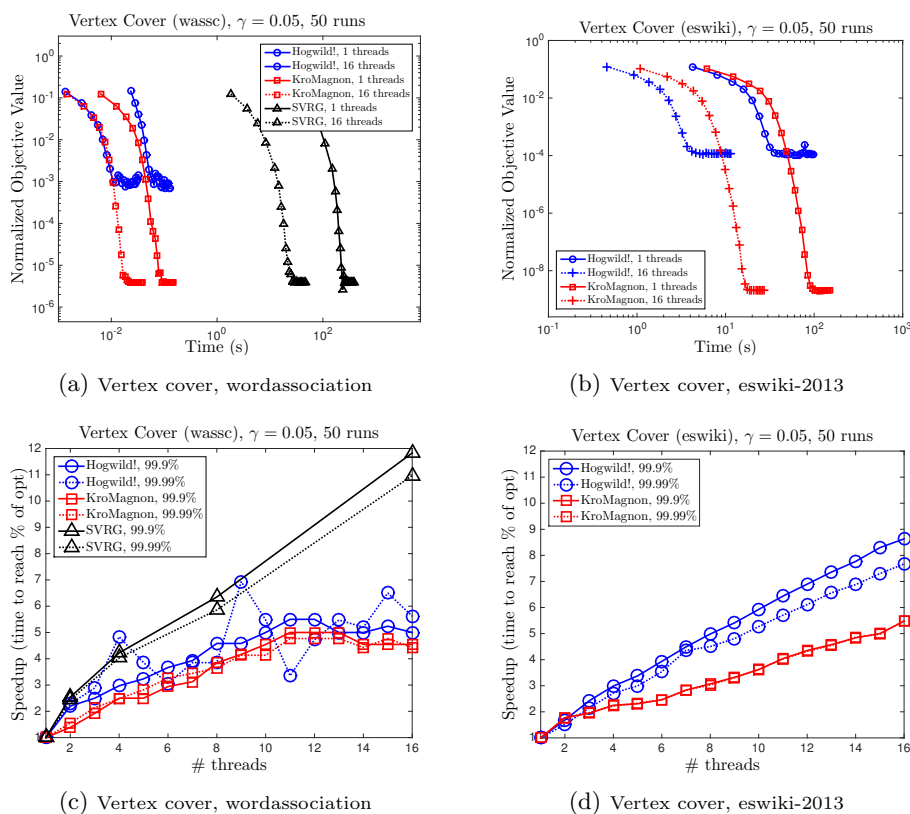 Vertex Cover (wassc), γ = 0.05, 50 runs
Normalized Objective Value
10^0
10^-1
10^-2
10^-3
10^-4
10^-5
10^-6
Hogwild!, 1 threads
Hogwild!, 16 threads
KroMagnon, 1 threads
KroMagnon, 16 threads
SVRG, 1 threads
SVRG, 16 threads
10^-2 10^0 10^2
Time (s)
(a) Vertex cover, wordassociation
Vertex Cover (eswiki), γ = 0.05, 50 runs
Normalized Objective Value
10^0
10^-2
10^-4
10^-6
10^-8
Hogwild!, 1 threads
Hogwild!, 16 threads
KroMagnon, 1 threads
KroMagnon, 16 threads
10^-1 10^0 10^1 10^2 10^3
Time (s)
(b) Vertex cover, eswiki-2013
Vertex Cover (wassc), γ = 0.05, 50 runs
Speedup (time to reach % of opt)
12
11
10
9
8
7
6
5
4
3
2
1
Hogwild!, 99.9%
Hogwild!, 99.99%
KroMagnon, 99.9%
KroMagnon, 99.99%
SVRG, 99.9%
SVRG, 99.99%
2 4 6 8 10 12 14 16
# threads
(c) Vertex cover, wordassociation
Vertex Cover (eswiki), γ = 0.05, 50 runs
Speedup (time to reach % of opt)
12
11
10
9
8
7
6
5
4
3
2
1
Hogwild!, 99.9%
Hogwild!, 99.99%
KroMagnon, 99.9%
KroMagnon, 99.99%
2 4 6 8 10 12 14 16
# threads
(d) Vertex cover, eswiki-2013